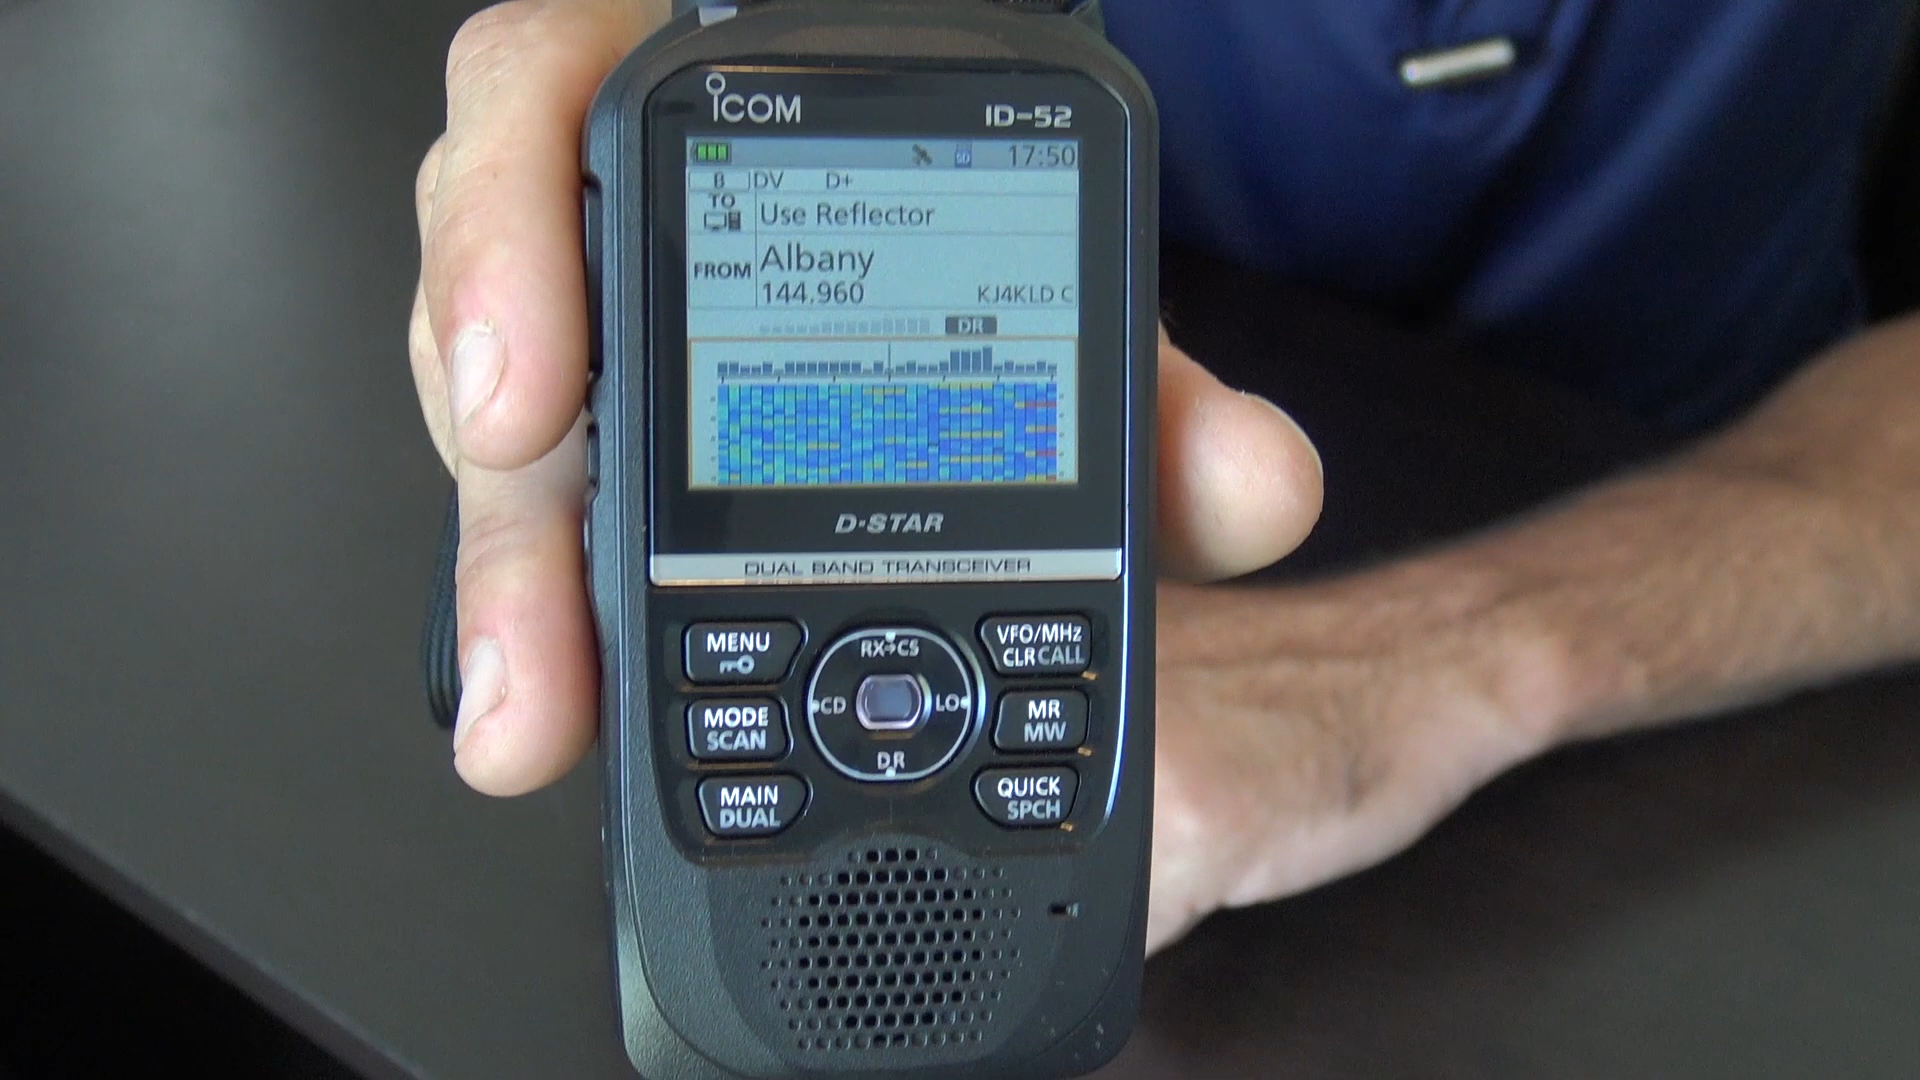 ICOM
ID-52
17:50
B DV D+
TO
Use Reflector
FROM
Albany
144.960
KJ4KLD C
DR
D-STAR
DUAL BAND TRANSCEIVER
MENU
RX→CS
VFO/MHz
CLR CALL
MODE
SCAN
CD
LO
MR
MW
DR
MAIN
DUAL
QUICK
SPCH